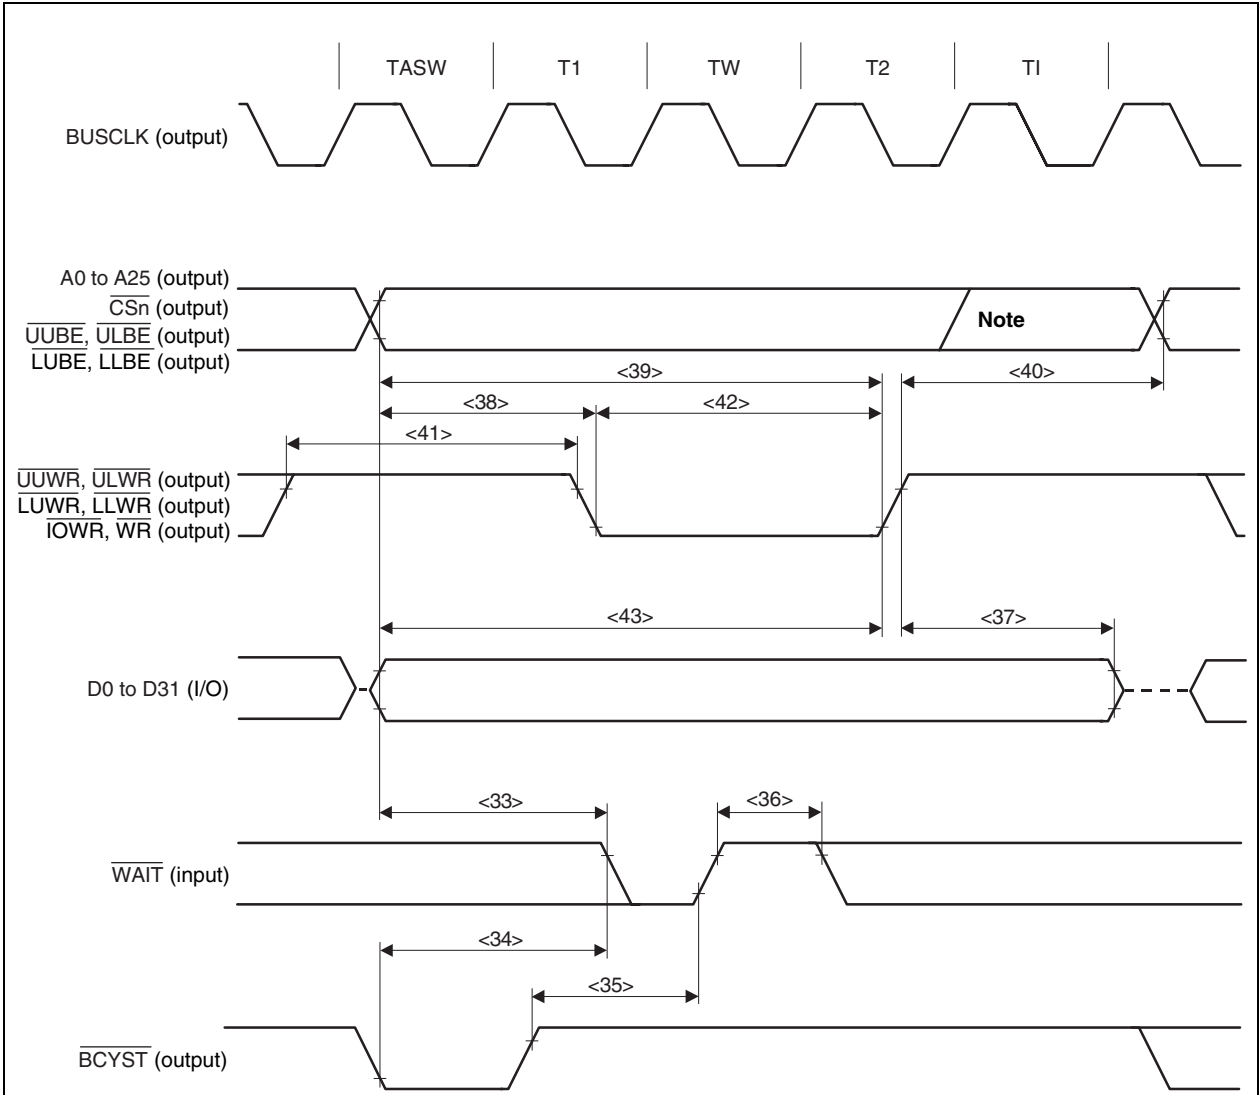 TASW T1 TW T2 TI
BUSCLK (output)
A0 to A25 (output)
CSn (output)
UUBE, ULBE (output)
LUBE, LLBE (output)
Note
<39>
<40>
<38>
<42>
<41>
UUWR, ULWR (output)
LUWR, LLWR (output)
IOWR, WR (output)
<43>
<37>
D0 to D31 (I/O)
<33>
<36>
WAIT (input)
<34>
<35>
BCYST (output)